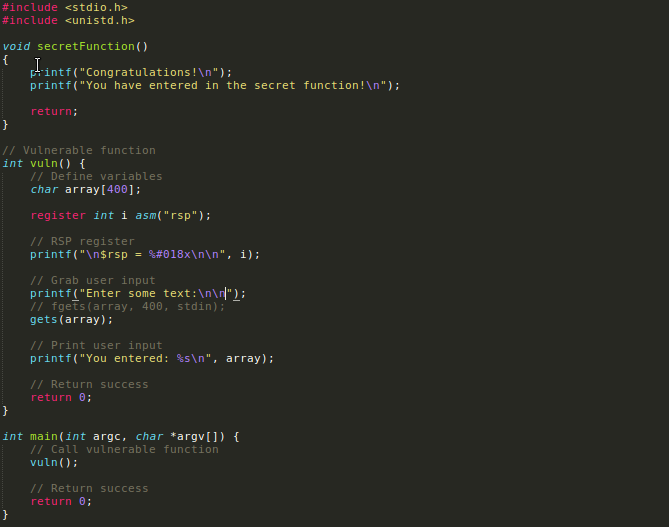 #include <stdio.h>
#include <unistd.h>
void secretFunction()
{
printf("Congratulations!\n");
printf("You have entered in the secret function!\n");
return;
}
// Vulnerable function
int vuln() {
// Define variables
char array[400];
register int i asm("rsp");
// RSP register
printf("\n$rsp = %#018x\n\n", i);
// Grab user input
printf("Enter some text:\n\n");
// fgets(array, 400, stdin);
gets(array);
// Print user input
printf("You entered: %s\n", array);
// Return success
return 0;
}
int main(int argc, char *argv[]) {
// Call vulnerable function
vuln();
// Return success
return 0;
}